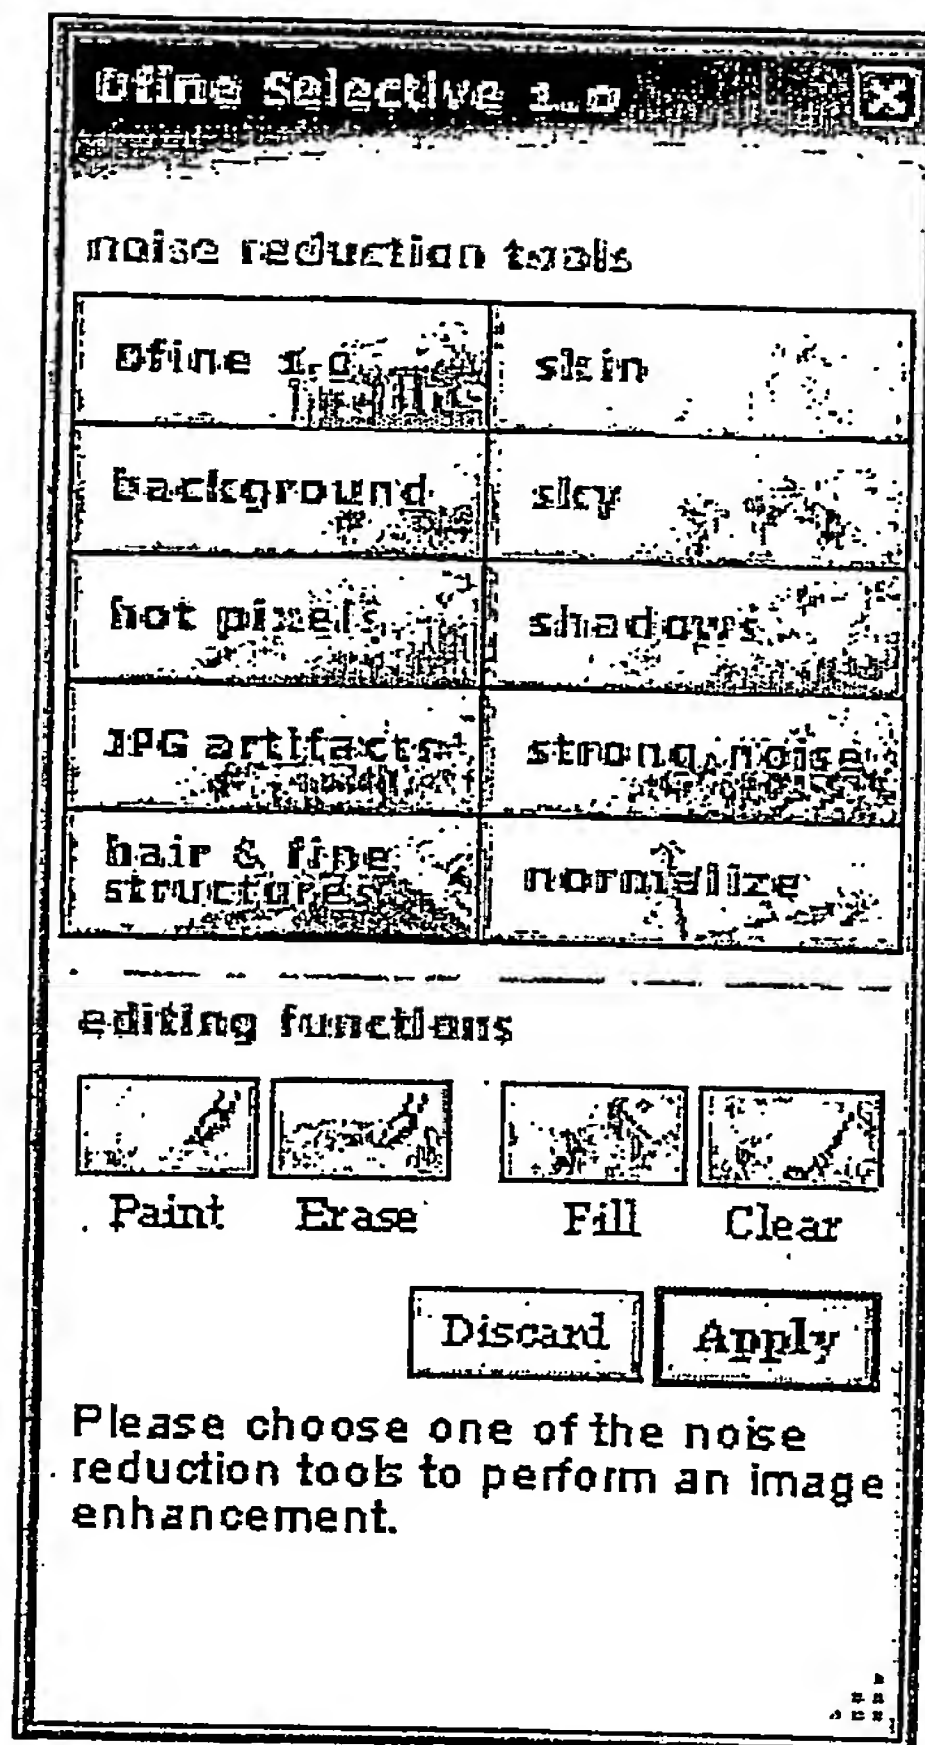 Dfine Selective 1.0
noise reduction tools
Dfine 1.0
skin
background
sky
hot pixels
shadows
JPG artifacts
strong noise
hair & fine
structures
normalize
editing functions
Paint Erase Fill Clear
Discard Apply
Please choose one of the noise
reduction tools to perform an image
enhancement.